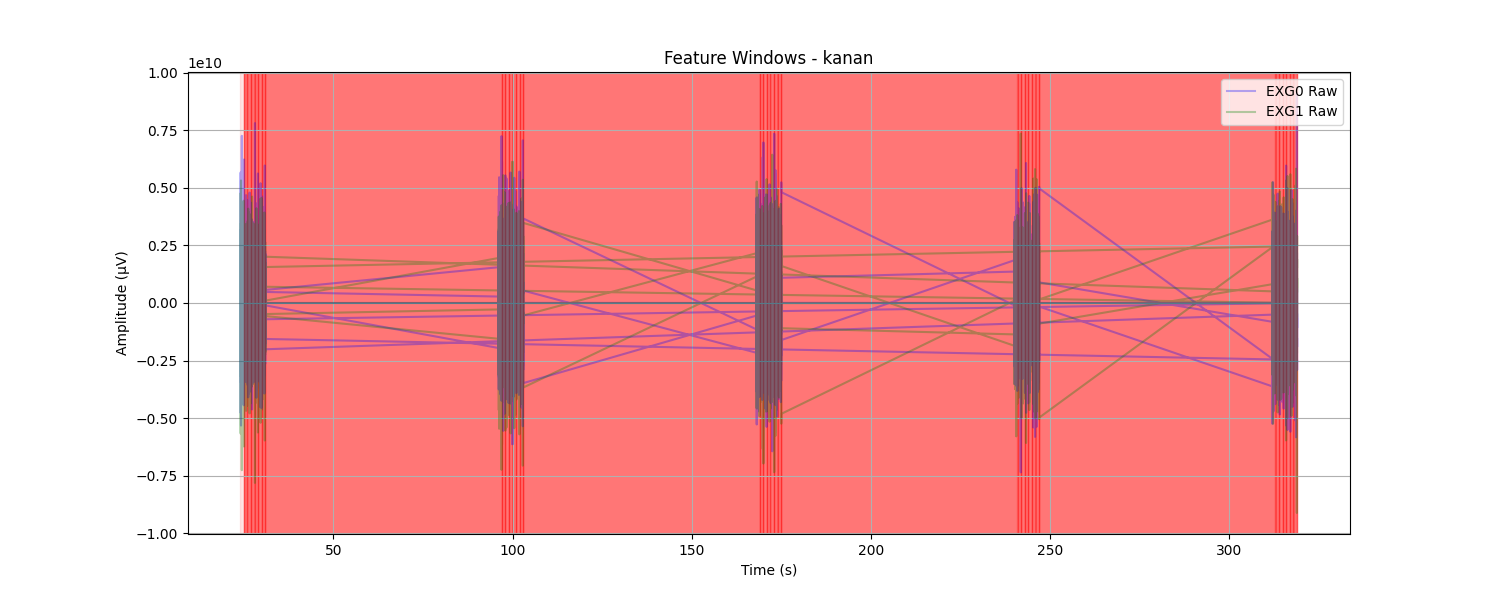 Feature Windows - kanan
1e10
1.00
0.75
0.50
0.25
0.00
−0.25
−0.50
−0.75
−1.00
Amplitude (µV)
EXG0 Raw
EXG1 Raw
50
100
150
200
250
300
Time (s)